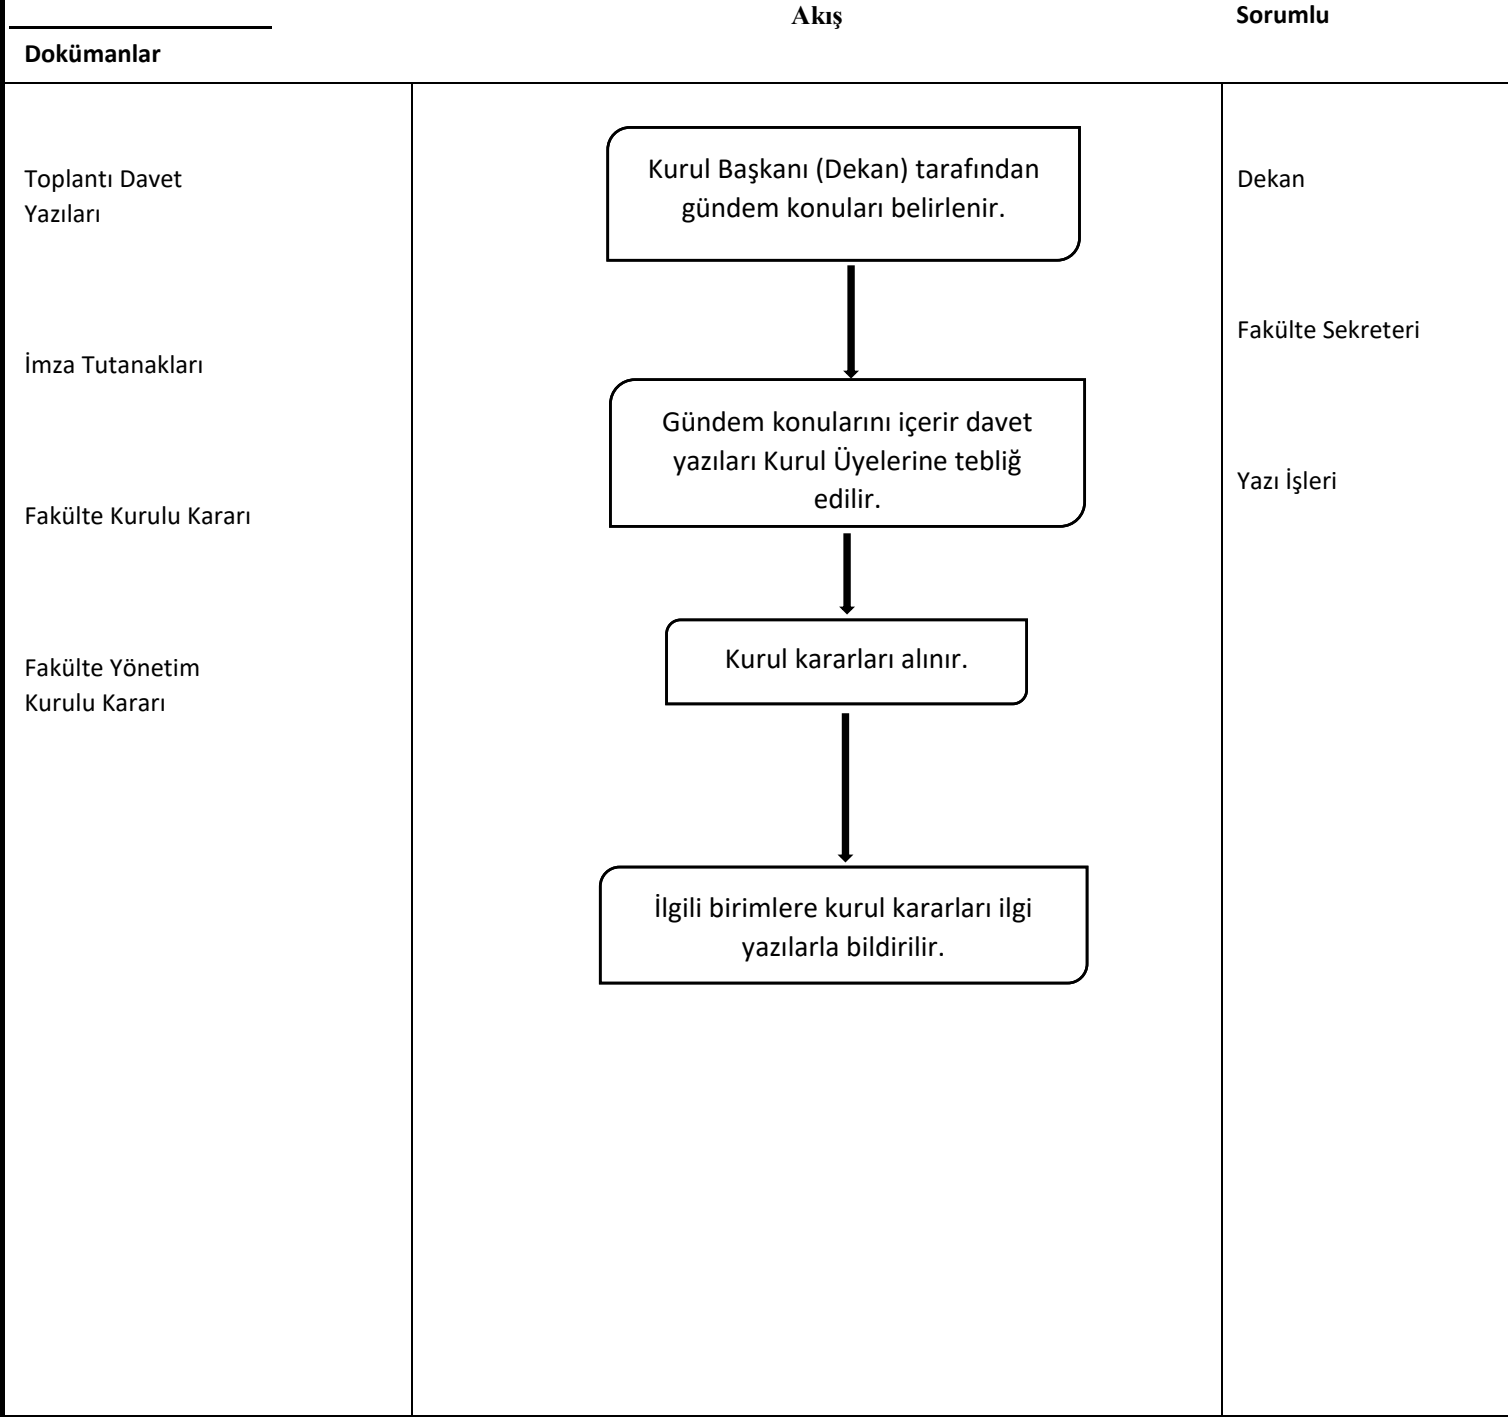 Akış
Sorumlu
Dokümanlar
Toplantı Davet
Yazıları
İmza Tutanakları
Fakülte Kurulu Kararı
Fakülte Yönetim
Kurulu Kararı
Kurul Başkanı (Dekan) tarafından
gündem konuları belirlenir.
Gündem konularını içerir davet
yazıları Kurul Üyelerine tebliğ
edilir.
Kurul kararları alınır.
İlgili birimlere kurul kararları ilgi
yazılarla bildirilir.
Dekan
Fakülte Sekreteri
Yazı İşleri